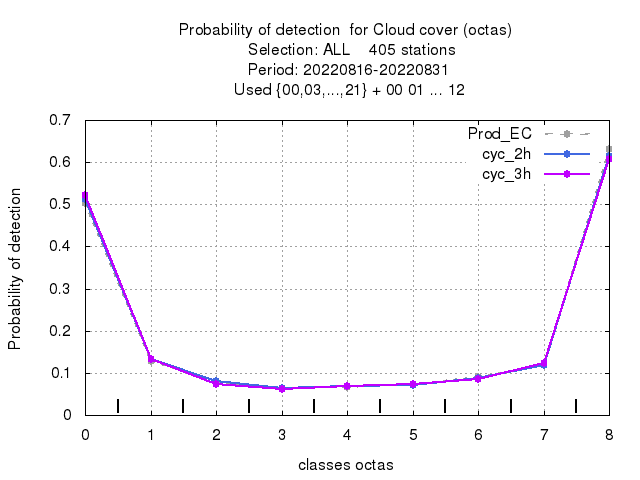 Probability of detection  for Cloud cover (octas)
Selection: ALL    405 stations
Period: 20220816-20220831
Used {00,03,...,21} + 00 01 ... 12
Prod_EC
cyc_2h
cyc_3h
Probability of detection
0.7
0.6
0.5
0.4
0.3
0.2
0.1
0
0 1 2 3 4 5 6 7 8
classes octas